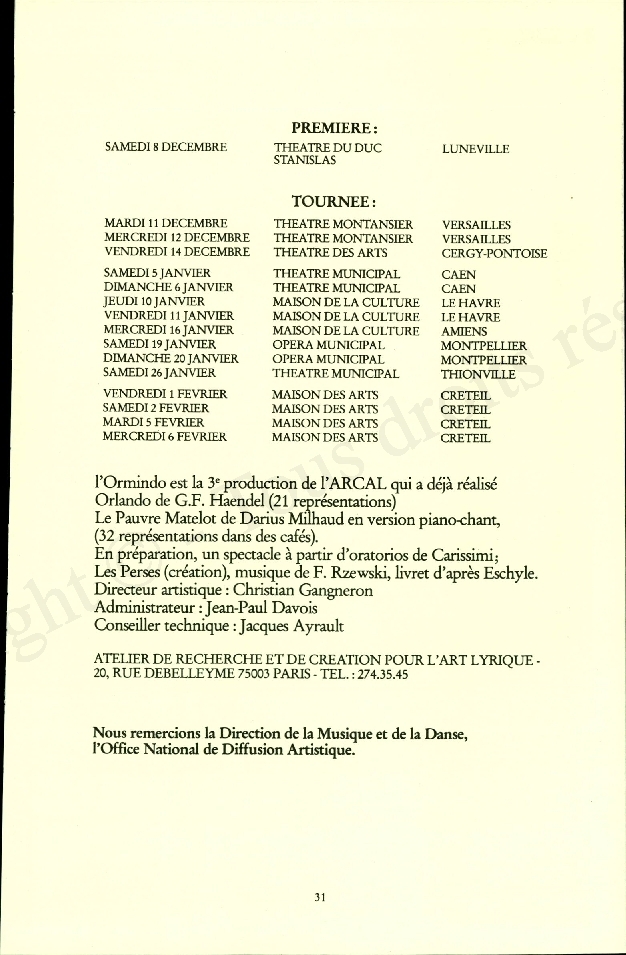 PREMIERE :
SAMEDI 8 DECEMBRE THEATRE DU DUC STANISLAS LUNEVILLE
TOURNEE :
MARDI 11 DECEMBRE THEATRE MONTANSIER VERSAILLES
MERCREDI 12 DECEMBRE THEATRE MONTANSIER VERSAILLES
VENDREDI 14 DECEMBRE THEATRE DES ARTS CERGY-PONTOISE
SAMEDI 5 JANVIER THEATRE MUNICIPAL CAEN
DIMANCHE 6 JANVIER THEATRE MUNICIPAL CAEN
JEUDI 10 JANVIER MAISON DE LA CULTURE LE HAVRE
VENDREDI 11 JANVIER MAISON DE LA CULTURE LE HAVRE
MERCREDI 16 JANVIER MAISON DE LA CULTURE AMIENS
SAMEDI 19 JANVIER OPERA MUNICIPAL MONTPELLIER
DIMANCHE 20 JANVIER OPERA MUNICIPAL MONTPELLIER
SAMEDI 26 JANVIER THEATRE MUNICIPAL THIONVILLE
VENDREDI 1 FEVRIER MAISON DES ARTS CRETEIL
SAMEDI 2 FEVRIER MAISON DES ARTS CRETEIL
MARDI 5 FEVRIER MAISON DES ARTS CRETEIL
MERCREDI 6 FEVRIER MAISON DES ARTS CRETEIL
l'Ormindo est la 3e production de l'ARCAL qui a déjà réalisé
Orlando de G.F. Haendel (21 représentations)
Le Pauvre Matelot de Darius Milhaud en version piano-chant,
(32 représentations dans des cafés).
En préparation, un spectacle à partir d'oratorios de Carissimi;
Les Perses (création), musique de F. Rzewski, livret d'après Eschyle.
Directeur artistique : Christian Gangneron
Administrateur : Jean-Paul Davois
Conseiller technique : Jacques Ayrault
ATELIER DE RECHERCHE ET DE CREATION POUR L'ART LYRIQUE -
20, RUE DEBELLEYME 75003 PARIS - TEL. : 274.35.45
Nous remercions la Direction de la Musique et de la Danse,
l'Office National de Diffusion Artistique.
31